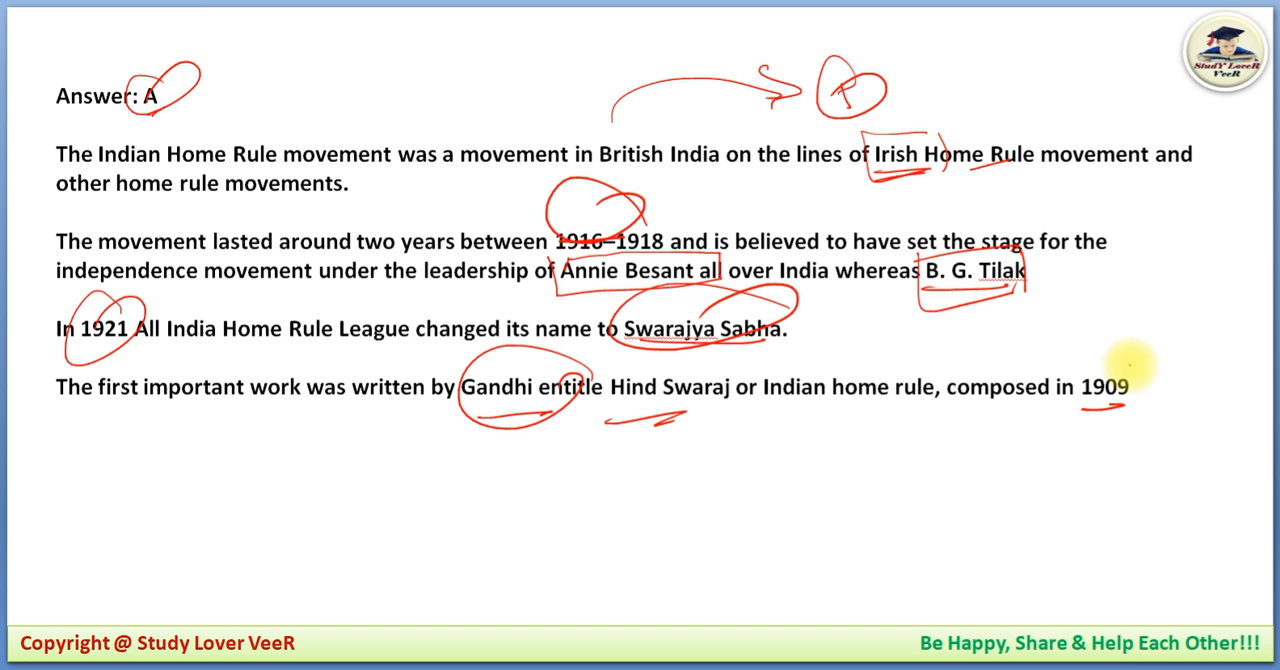 StudY LoveR
VeeR
Answer: A
The Indian Home Rule movement was a movement in British India on the lines of Irish Home Rule movement and
other home rule movements.
The movement lasted around two years between 1916–1918 and is believed to have set the stage for the
independence movement under the leadership of Annie Besant all over India whereas B. G. Tilak
In 1921 All India Home Rule League changed its name to Swarajya Sabha.
The first important work was written by Gandhi entitle Hind Swaraj or Indian home rule, composed in 1909
Copyright @ Study Lover VeeR
Be Happy, Share & Help Each Other!!!